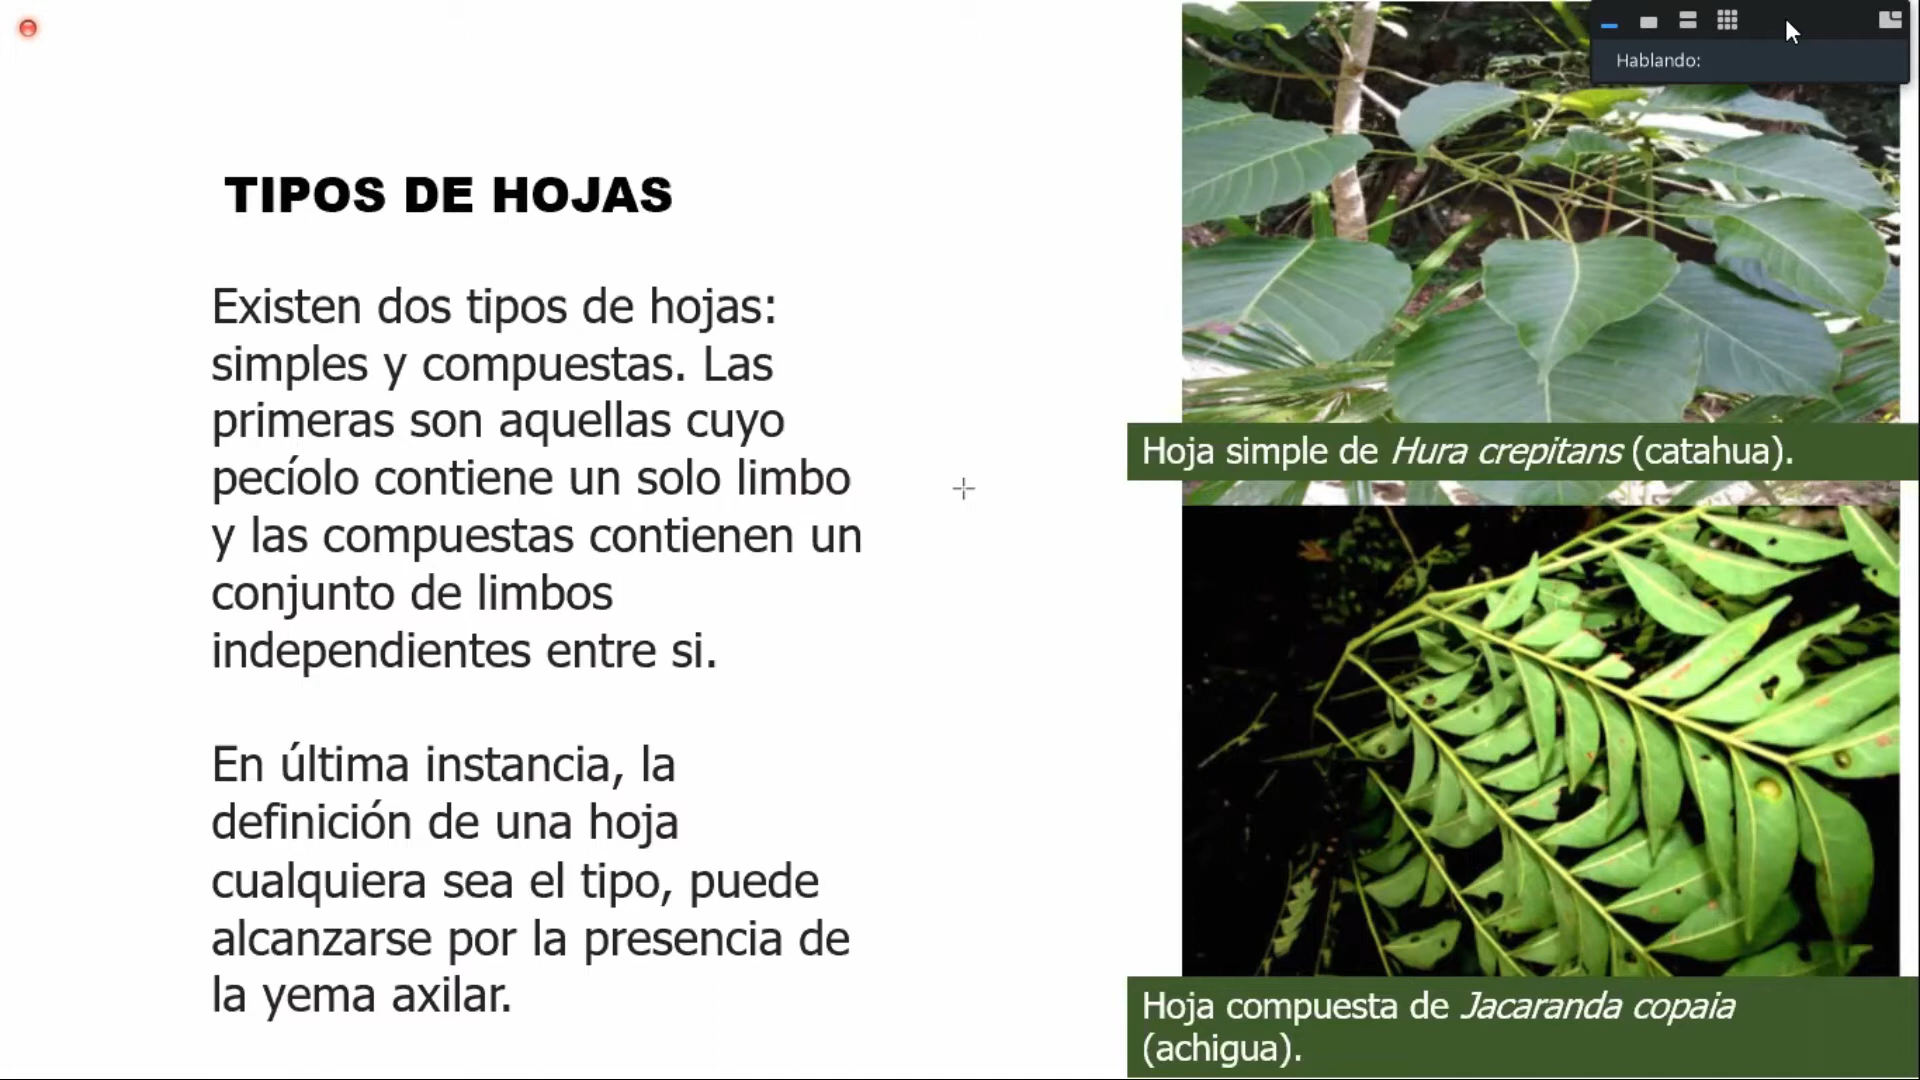 Hablando:
TIPOS DE HOJAS
Existen dos tipos de hojas:
simples y compuestas. Las
primeras son aquellas cuyo
pecíolo contiene un solo limbo
y las compuestas contienen un
conjunto de limbos
independientes entre si.
En última instancia, la
definición de una hoja
cualquiera sea el tipo, puede
alcanzarse por la presencia de
la yema axilar.
Hoja simple de Hura crepitans (catahua).
Hoja compuesta de Jacaranda copaia
(achigua).